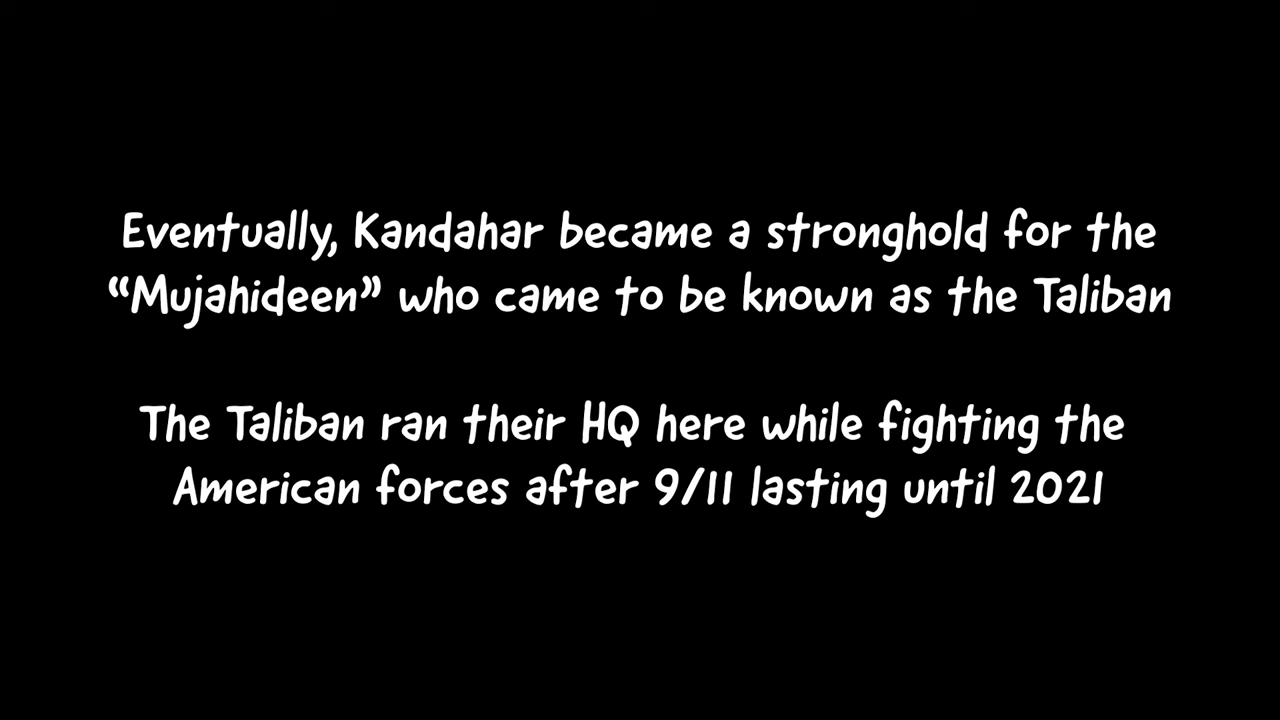 Eventually, Kandahar became a stronghold for the
“Mujahideen” who came to be known as the Taliban
The Taliban ran their HQ here while fighting the
American forces after 9/11 lasting until 2021